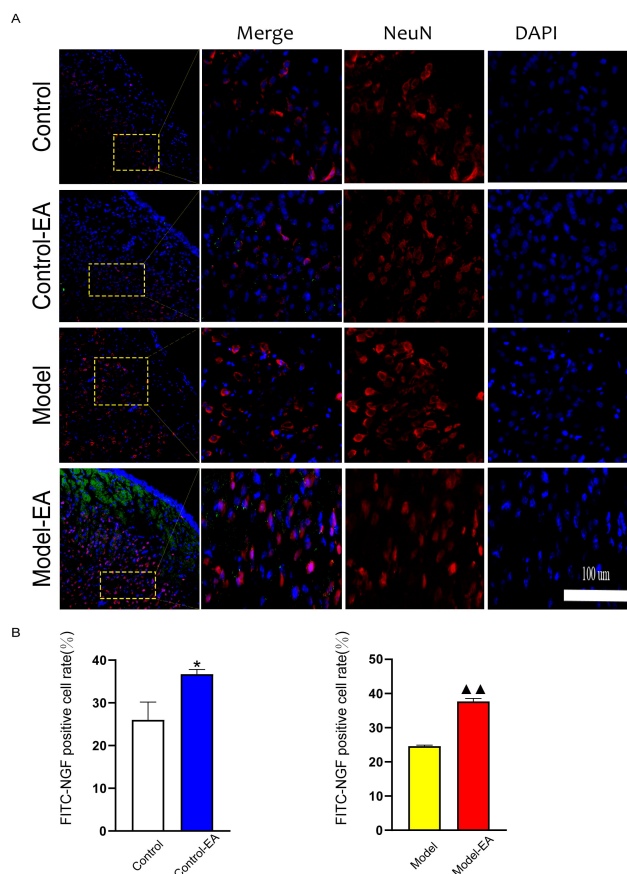 A
Merge NeuN DAPI
Control
Control-EA
Model
Model-EA
100 um
B
FITC-NGF positive cell rate(%)
40
30
20
10
0
*
Control
Control-EA
FITC-NGF positive cell rate(%)
50
40
30
20
10
0
▲▲
Model
Model-EA